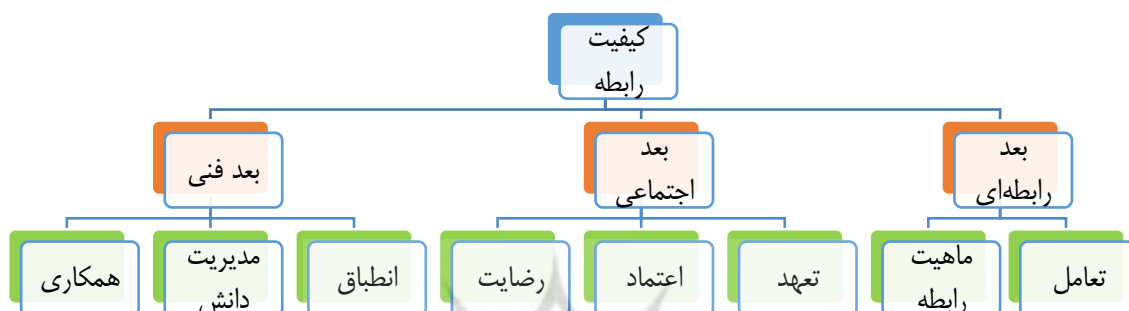 کیفیت
رابطه
بعد
رابطه‌ای
بعد
اجتماعی
بعد فنی
تعامل
ماهیت
رابطه
تعهد
اعتماد
رضایت
انطباق
مدیریت
دانش
همکاری